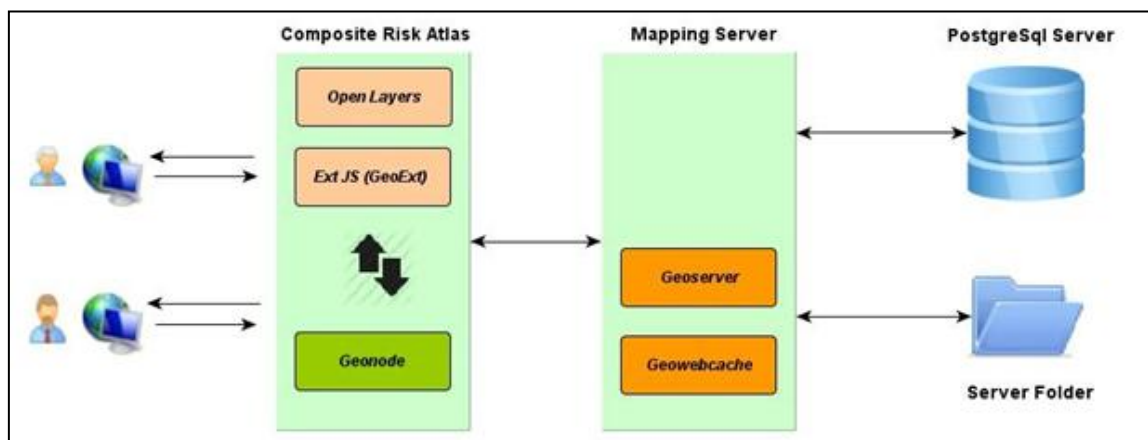 Composite Risk Atlas
Mapping Server
PostgreSql Server
Open Layers
Ext JS (GeoExt)
Geoserver
Geonode
Geowebcache
Server Folder